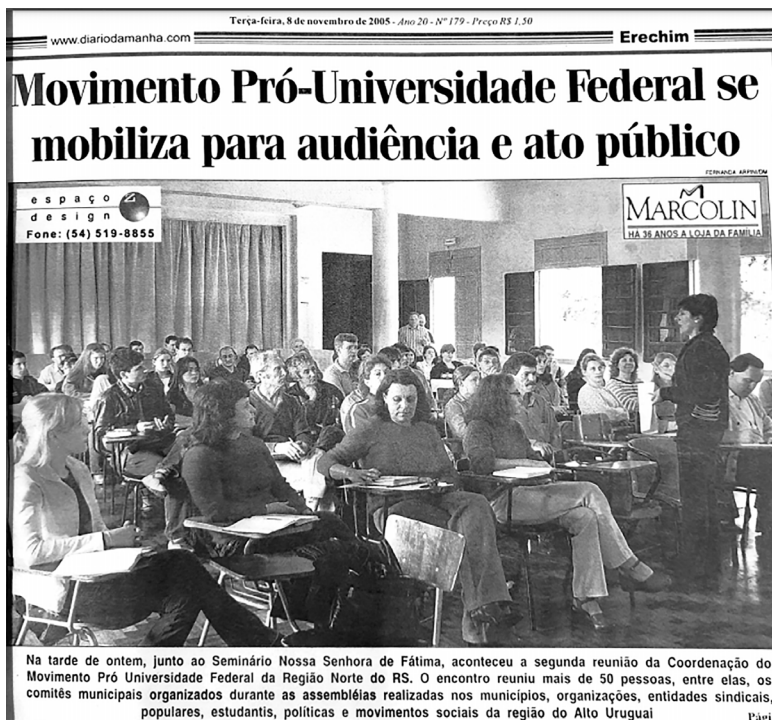 Terça-feira, 8 de novembro de 2005 - Ano 20 - Nº 179 - Preço R$ 1,50
www.diariodamanha.com
Erechim
Movimento Pró-Universidade Federal se
mobiliza para audiência e ato público
FERNANDA ARPINI/DM
espaço
design
Fone: (54) 519-8855
MARCOLIN
HÁ 36 ANOS A LOJA DA FAMÍLIA
Na tarde de ontem, junto ao Seminário Nossa Senhora de Fátima, aconteceu a segunda reunião da Coordenação do
Movimento Pró Universidade Federal da Região Norte do RS. O encontro reuniu mais de 50 pessoas, entre elas, os
comitês municipais organizados durante as assembléias realizadas nos municípios, organizações, entidades sindicais,
populares, estudantis, políticas e movimentos sociais da região do Alto Uruguai